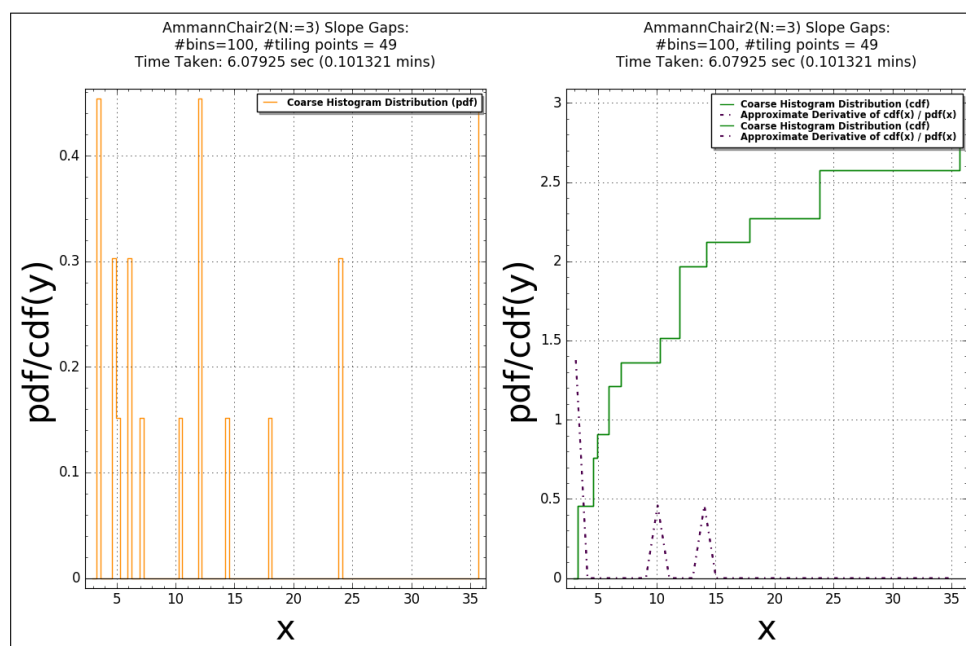 AmmannChair2(N:=3) Slope Gaps:
#bins=100, #tiling points = 49
Time Taken: 6.07925 sec (0.101321 mins)
Coarse Histogram Distribution (pdf)
pdf/cdf(y)
0.4
0.3
0.2
0.1
0
5
10
15
20
25
30
35
x
AmmannChair2(N:=3) Slope Gaps:
#bins=100, #tiling points = 49
Time Taken: 6.07925 sec (0.101321 mins)
Coarse Histogram Distribution (cdf)
Approximate Derivative of cdf(x) / pdf(x)
Coarse Histogram Distribution (cdf)
Approximate Derivative of cdf(x) / pdf(x)
pdf/cdf(y)
3
2.5
2
1.5
1
0.5
0
5
10
15
20
25
30
35
x